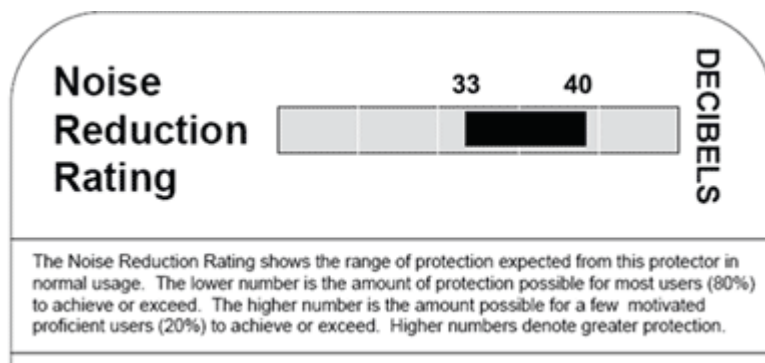 Noise
Reduction
Rating
33 40
DECIBELS
The Noise Reduction Rating shows the range of protection expected from this protector in
normal usage. The lower number is the amount of protection possible for most users (80%)
to achieve or exceed. The higher number is the amount possible for a few motivated
proficient users (20%) to achieve or exceed. Higher numbers denote greater protection.